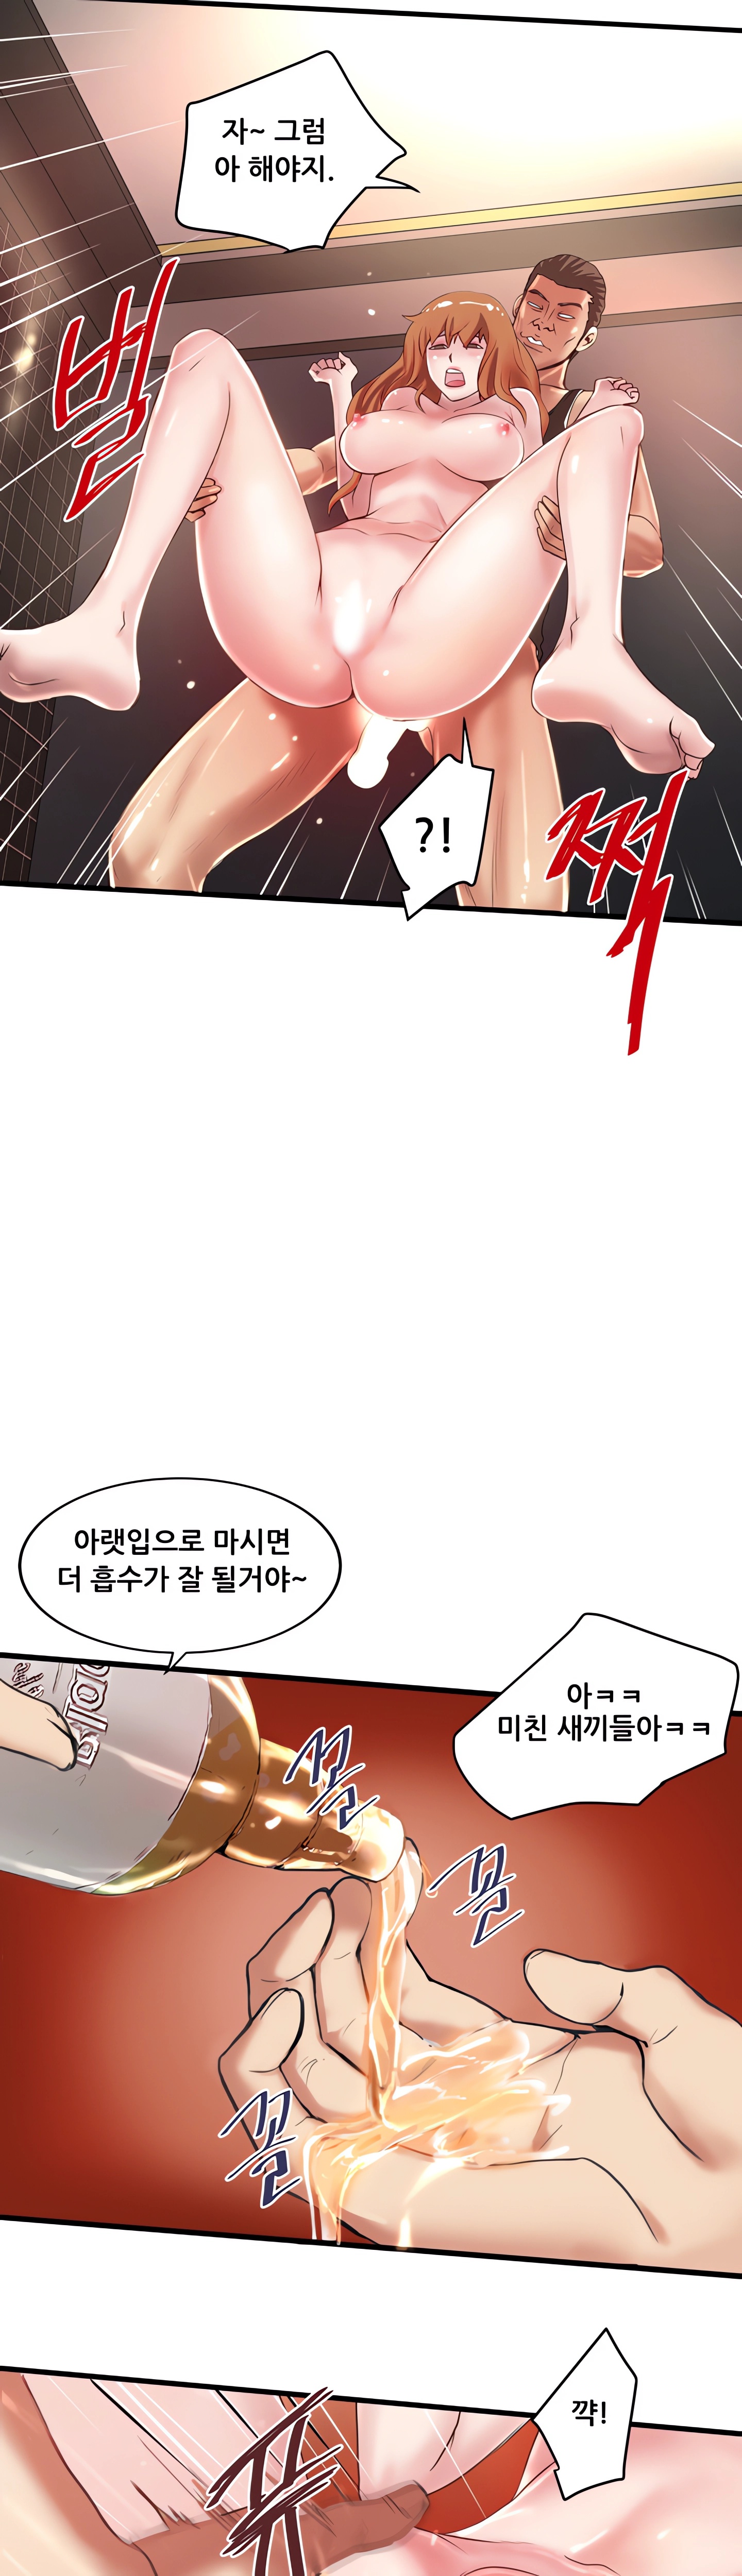 자~ 그럼
아 해야지.
벌
?!
쩍
아랫입으로 마시면
더 흡수가 잘 될거야~
아ㅋㅋ
미친 새끼들아ㅋㅋ
꼴
꼴
꼴
꺅!